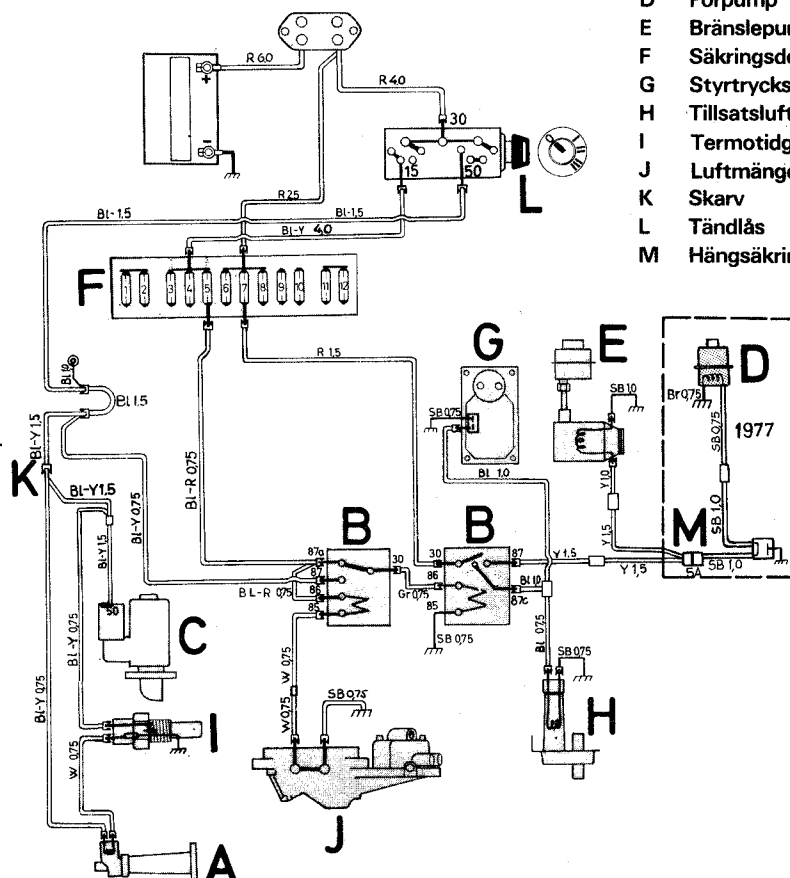 D Förpump
E Bränslepur
F Säkringsdo
G Styrtrycks
H Tillsatsluft
I Termotidg
J Luftmänge
K Skarv
L Tändlås
M Hängsäkrin
R 6,0
R 4,0
+
−
30
15
50
L
R 2,5
Bl-1,5
Bl-1,5
Bl-Y 4,0
F
1 2 3 4 5 6 7 8 9 10 11 12
R 1,5
G
E
D
Bl 1,0
Bl 1,5
SB 0,75
SB 1,0
Br 0,75
SB 0,75
1977
Bl-Y 1,5
K
Bl-Y 1,5
Bl-R 0,75
Bl 1,0
Y 1,0
Y 1,5
SB 1,0
Bl-Y 0,75
B
B
M
Bl-Y 1,5
87a
87
86
85
30
30
86
85
87
87c
Y 1,5
Y 1,5
5A
SB 1,0
BL-R 0,75
Gr 0,75
Bl 1,0
50
C
SB 0,75
Bl 0,75
SB 0,75
Bl-Y 0,75
Bl-Y 0,75
W 0,75
W 0,75
SB 0,75
H
I
W 0,75
J
A